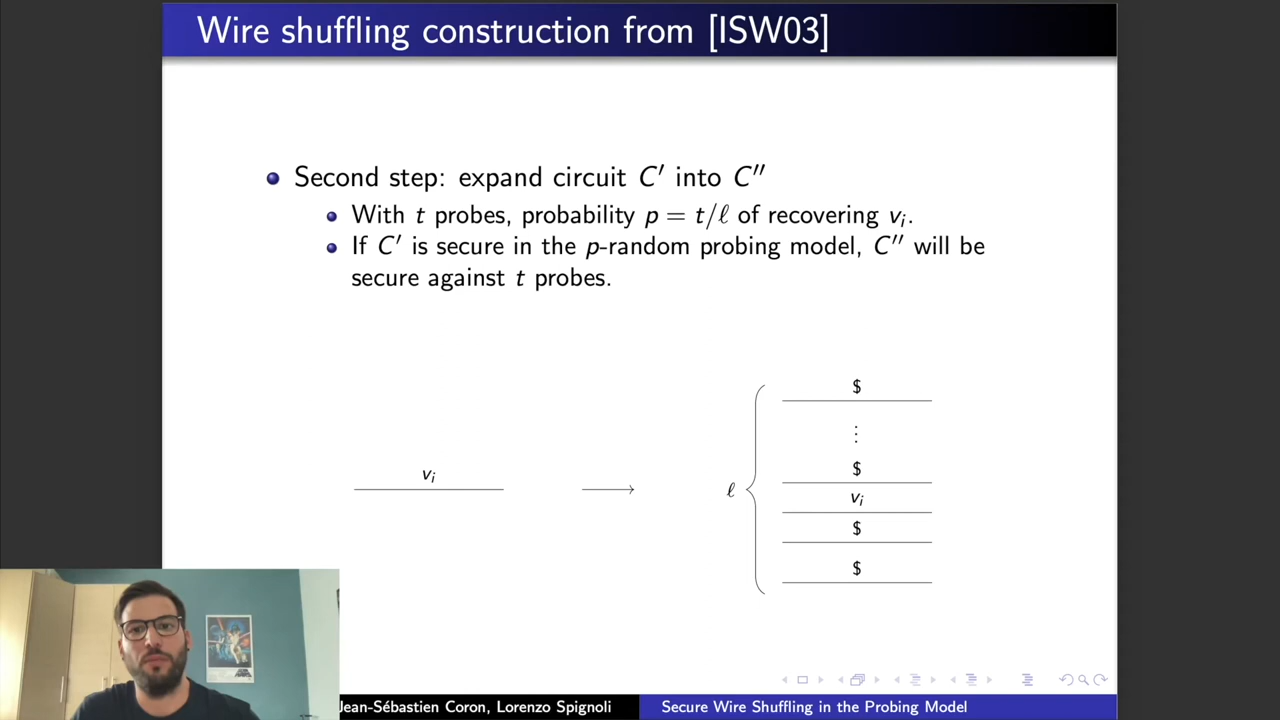 Wire shuffling construction from [ISW03]
Second step: expand circuit C′ into C′′
With t probes, probability p = t/ℓ of recovering vᵢ.
If C′ is secure in the p-random probing model, C′′ will be
secure against t probes.
$
⋮
$
vᵢ
vᵢ
ℓ
$
$
Jean-Sébastien Coron, Lorenzo Spignoli
Secure Wire Shuffling in the Probing Model